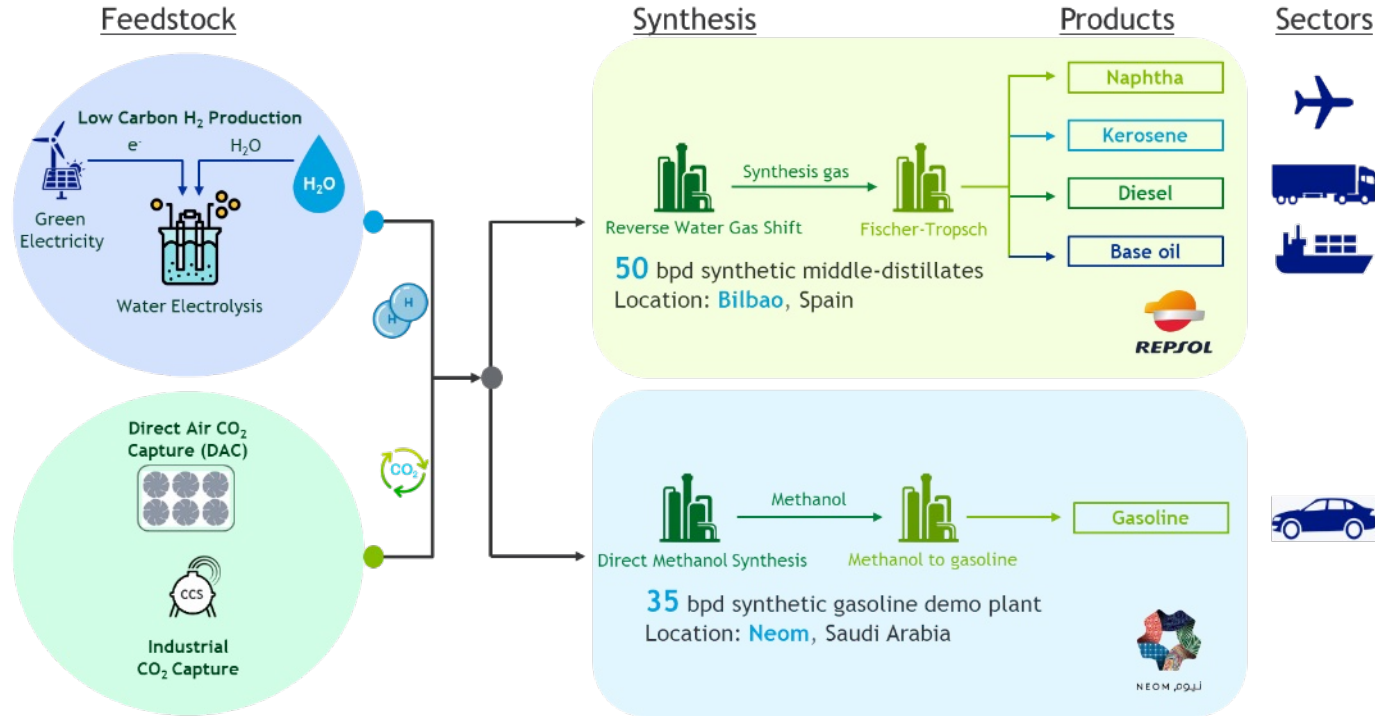 Feedstock
Synthesis
Products
Sectors
Low Carbon H₂ Production
e⁻
H₂O
H₂O
Green
Electricity
Water Electrolysis
H
H
Direct Air CO₂
Capture (DAC)
CO₂
CCS
Industrial
CO₂ Capture
Synthesis gas
Reverse Water Gas Shift
Fischer-Tropsch
Naphtha
Kerosene
Diesel
Base oil
50 bpd synthetic middle-distillates
Location: Bilbao, Spain
REPSOL
Methanol
Direct Methanol Synthesis
Methanol to gasoline
Gasoline
35 bpd synthetic gasoline demo plant
Location: Neom, Saudi Arabia
NEOM نيوم